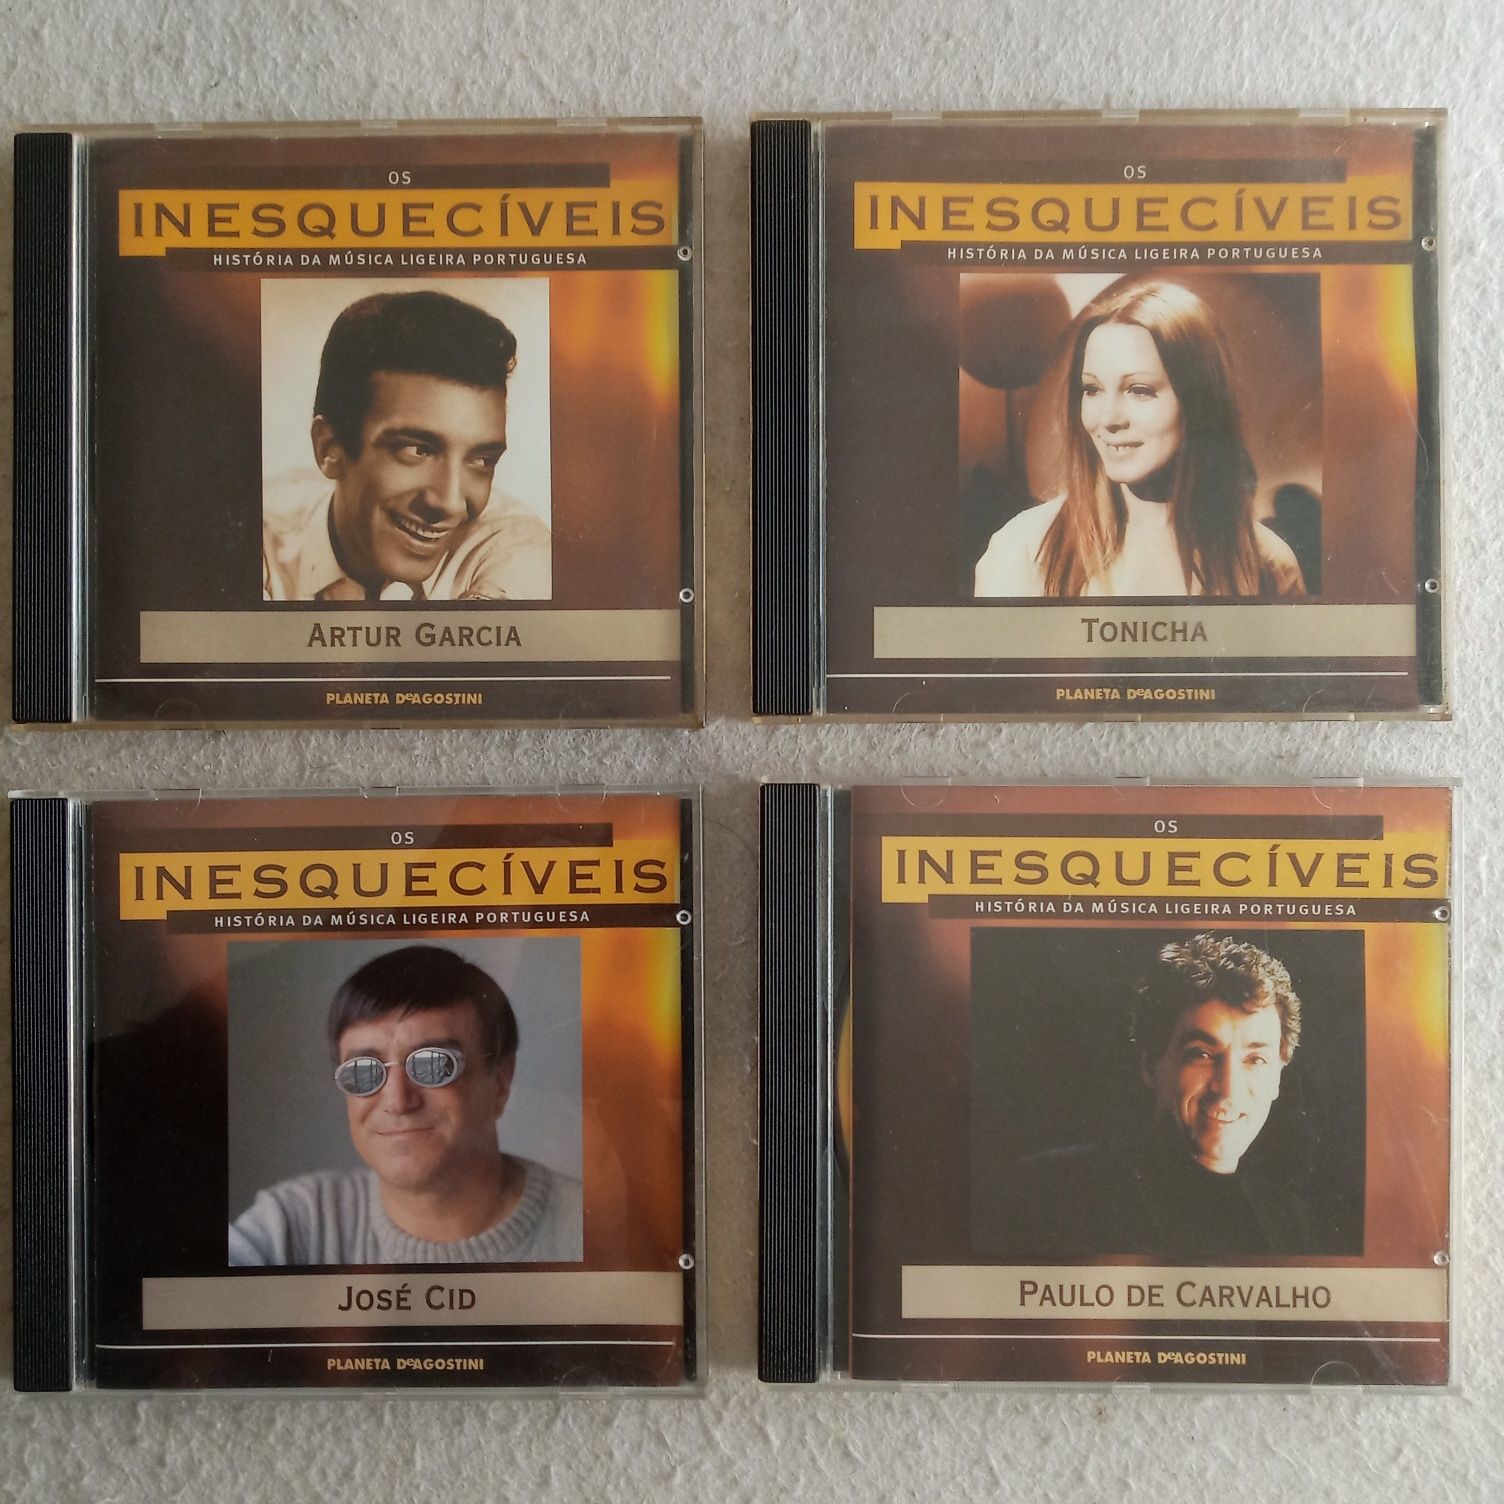 OS
INESQUECÍVEIS
HISTÓRIA DA MÚSICA LIGEIRA PORTUGUESA
ARTUR GARCIA
PLANETA DeAGOSTINI
OS
INESQUECÍVEIS
HISTÓRIA DA MÚSICA LIGEIRA PORTUGUESA
TONICHA
PLANETA DeAGOSTINI
OS
INESQUECÍVEIS
HISTÓRIA DA MÚSICA LIGEIRA PORTUGUESA
JOSÉ CID
PLANETA DeAGOSTINI
OS
INESQUECÍVEIS
HISTÓRIA DA MÚSICA LIGEIRA PORTUGUESA
PAULO DE CARVALHO
PLANETA DeAGOSTINI